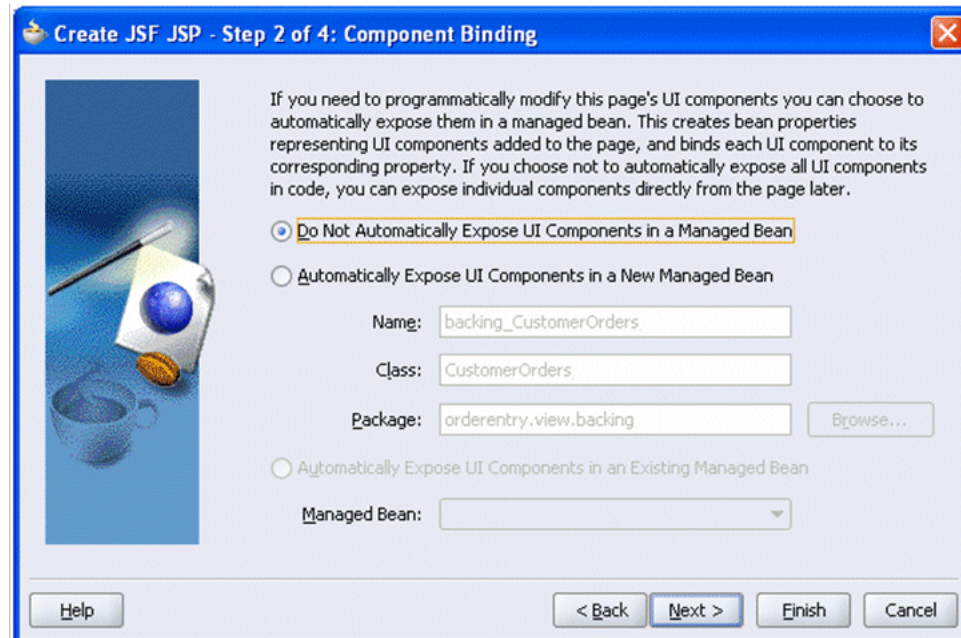 Create JSF JSP - Step 2 of 4: Component Binding
If you need to programmatically modify this page's UI components you can choose to
automatically expose them in a managed bean. This creates bean properties
representing UI components added to the page, and binds each UI component to its
corresponding property. If you choose not to automatically expose all UI components
in code, you can expose individual components directly from the page later.
Do Not Automatically Expose UI Components in a Managed Bean
Automatically Expose UI Components in a New Managed Bean
Name: backing_CustomerOrders
Class: CustomerOrders
Package: orderentry.view.backing Browse...
Automatically Expose UI Components in an Existing Managed Bean
Managed Bean:
Help < Back Next > Finish Cancel